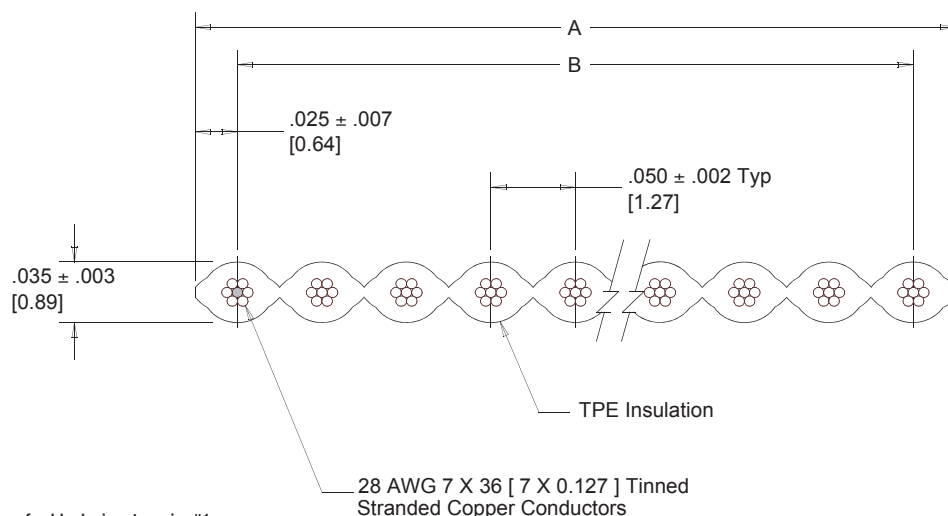 A
B
.025 ± .007
[0.64]
.050 ± .002 Typ
[1.27]
.035 ± .003
[0.89]
TPE Insulation
28 AWG 7 X 36 [ 7 X 0.127 ] Tinned
Stranded Copper Conductors
#1